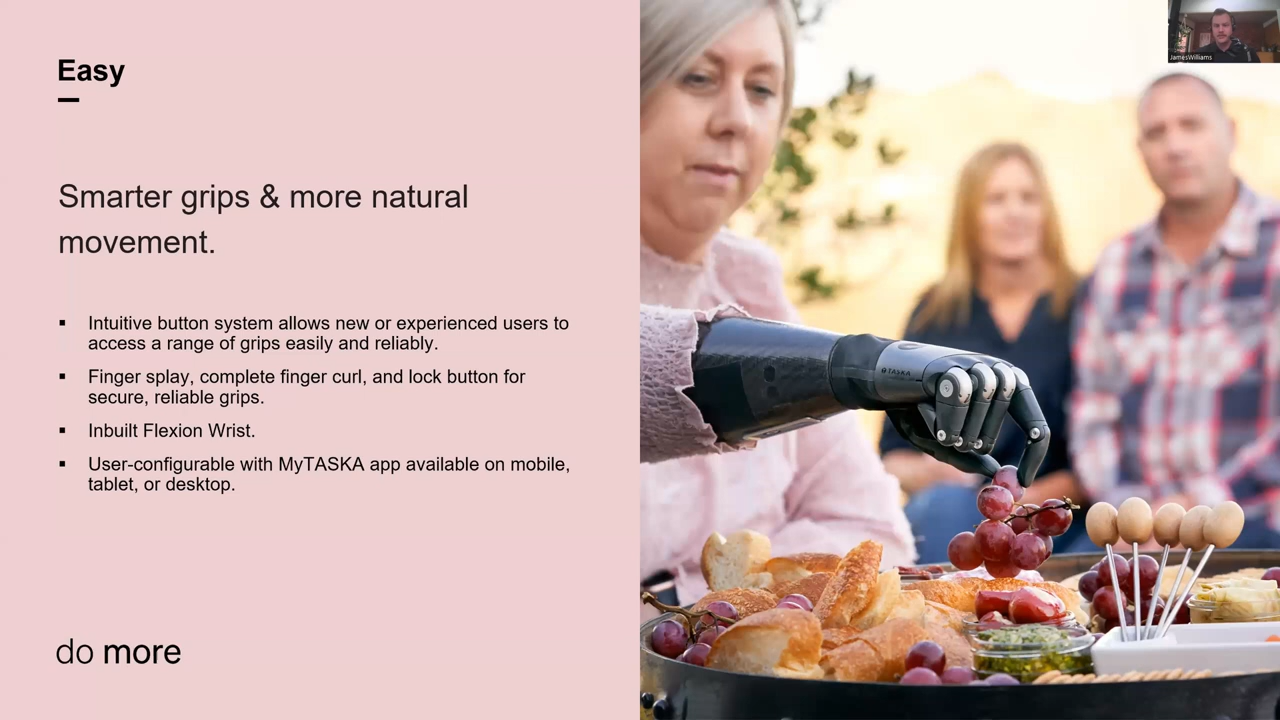 Easy
Smarter grips & more natural
movement.
▪ Intuitive button system allows new or experienced users to
access a range of grips easily and reliably.
▪ Finger splay, complete finger curl, and lock button for
secure, reliable grips.
▪ Inbuilt Flexion Wrist.
▪ User-configurable with MyTASKA app available on mobile,
tablet, or desktop.
do more
TASKA
JamesWilliams